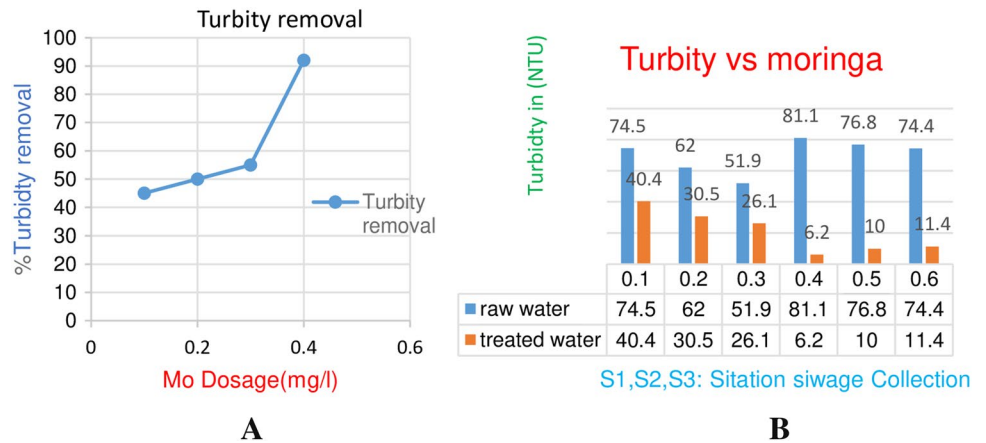 Turbity removal
%Turbidty removal
100
90
80
70
60
50
40
30
20
10
0
0 0.2 0.4 0.6
Turbity
removal
Mo Dosage(mg/l)
A
Turbity vs moringa
Turbidty in (NTU)
74.5 62 51.9 81.1 76.8 74.4
40.4 30.5 26.1 6.2 10 11.4
0.1 0.2 0.3 0.4 0.5 0.6
raw water 74.5 62 51.9 81.1 76.8 74.4
treated water 40.4 30.5 26.1 6.2 10 11.4
S1,S2,S3: Sitation siwage Collection
B